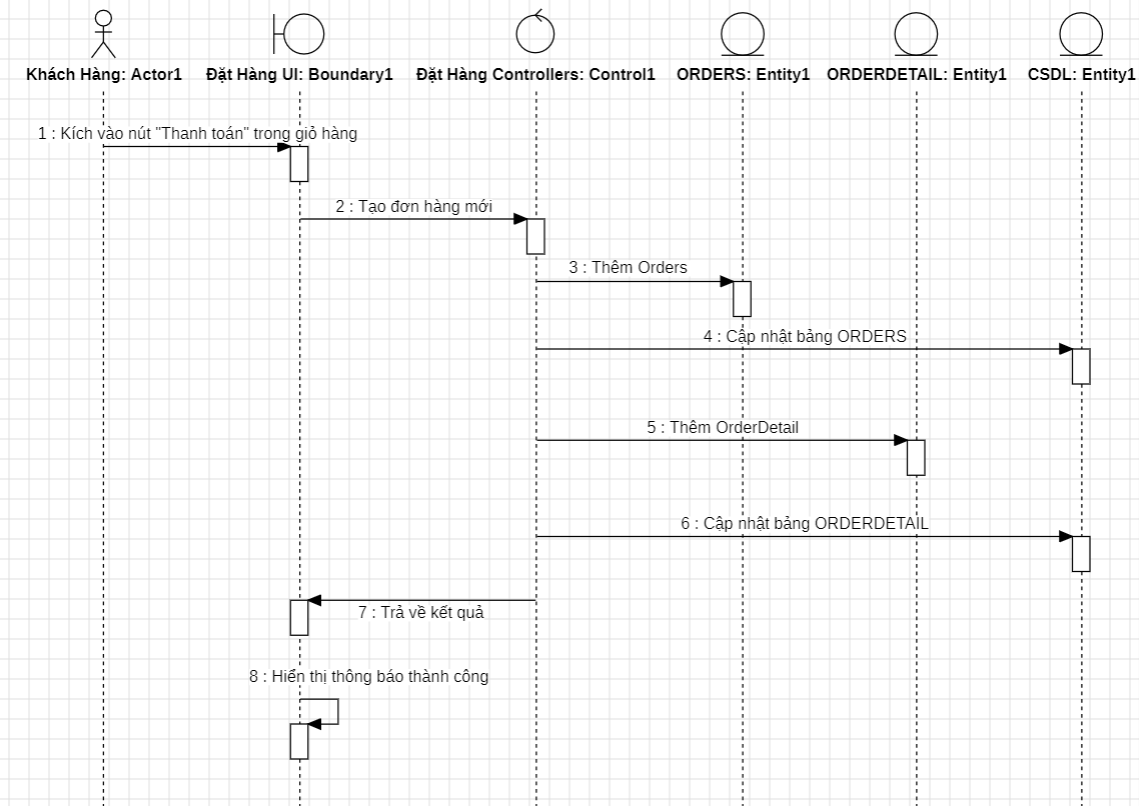 Khách Hàng: Actor1
Đặt Hàng UI: Boundary1
Đặt Hàng Controllers: Control1
ORDERS: Entity1
ORDERDETAIL: Entity1
CSDL: Entity1
1 : Kích vào nút "Thanh toán" trong giỏ hàng
2 : Tạo đơn hàng mới
3 : Thêm Orders
4 : Cập nhật bảng ORDERS
5 : Thêm OrderDetail
6 : Cập nhật bảng ORDERDETAIL
7 : Trả về kết quả
8 : Hiển thị thông báo thành công